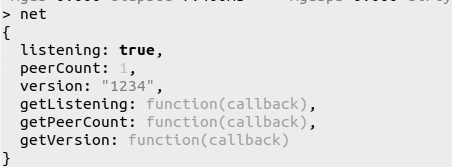 > net
{
  listening: true,
  peerCount: 1,
  version: "1234",
  getListening: function(callback),
  getPeerCount: function(callback),
  getVersion: function(callback)
}